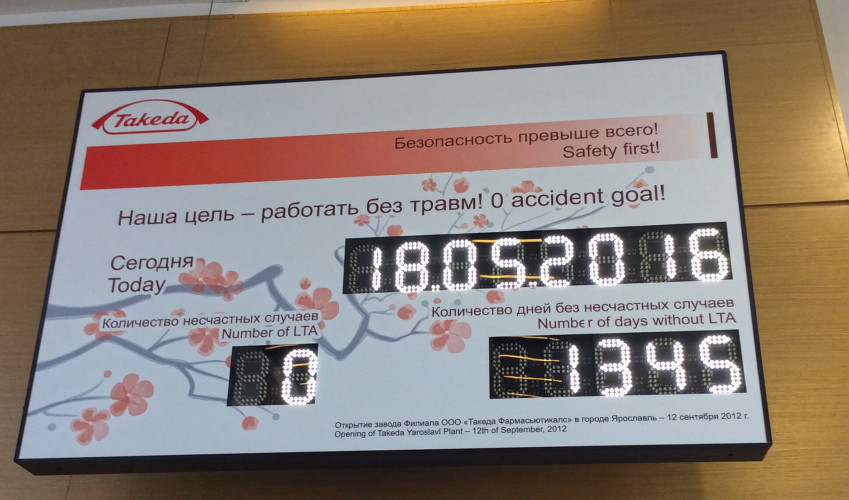 Takeda
Безопасность превыше всего!
Safety first!
Наша цель – работать без травм! 0 accident goal!
Сегодня
Today
18.05.2016
Количество несчастных случаев
Number of LTA
0
Количество дней без несчастных случаев
Number of days without LTA
1345
Открытие завода Филиала ООО «Такеда Фармасьютикалс» в городе Ярославль – 12 сентября 2012 г.
Opening of Takeda Yaroslavl Plant – 12th of September, 2012